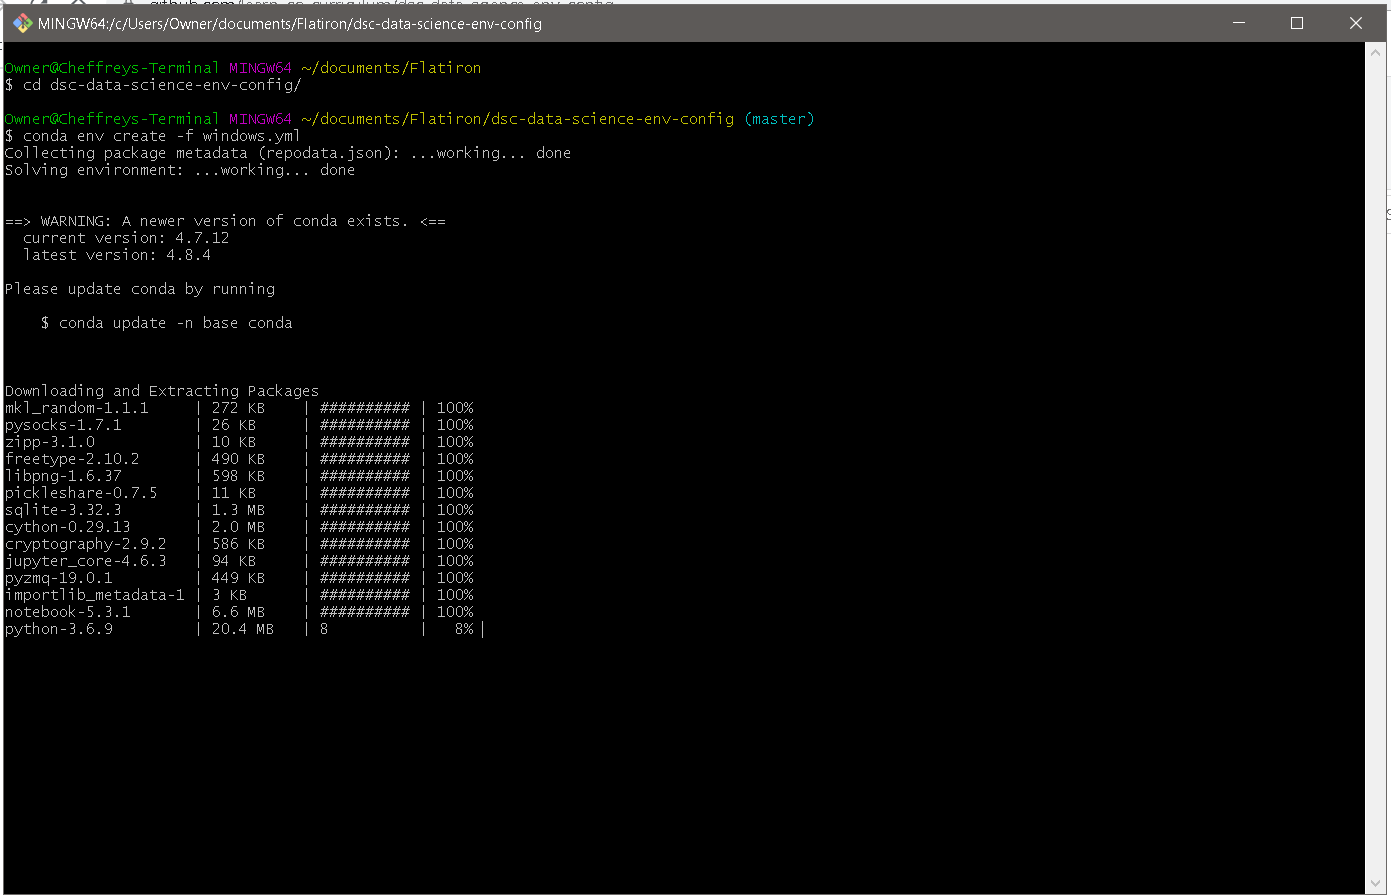 MINGW64:/c/Users/Owner/documents/Flatiron/dsc-data-science-env-config
Owner@Cheffreys-Terminal MINGW64 ~/documents/Flatiron
$ cd dsc-data-science-env-config/
Owner@Cheffreys-Terminal MINGW64 ~/documents/Flatiron/dsc-data-science-env-config (master)
$ conda env create -f windows.yml
Collecting package metadata (repodata.json): ...working... done
Solving environment: ...working... done
==> WARNING: A newer version of conda exists. <==
  current version: 4.7.12
  latest version: 4.8.4
Please update conda by running
    $ conda update -n base conda
Downloading and Extracting Packages
mkl_random-1.1.1     | 272 KB    | ########## | 100%
pysocks-1.7.1        | 26 KB     | ########## | 100%
zipp-3.1.0           | 10 KB     | ########## | 100%
freetype-2.10.2      | 490 KB    | ########## | 100%
libpng-1.6.37        | 598 KB    | ########## | 100%
pickleshare-0.7.5    | 11 KB     | ########## | 100%
sqlite-3.32.3        | 1.3 MB    | ########## | 100%
cython-0.29.13       | 2.0 MB    | ########## | 100%
cryptography-2.9.2   | 586 KB    | ########## | 100%
jupyter_core-4.6.3   | 94 KB     | ########## | 100%
pyzmq-19.0.1         | 449 KB    | ########## | 100%
importlib_metadata-1 | 3 KB      | ########## | 100%
notebook-5.3.1       | 6.6 MB    | ########## | 100%
python-3.6.9         | 20.4 MB   | 8          |   8% |